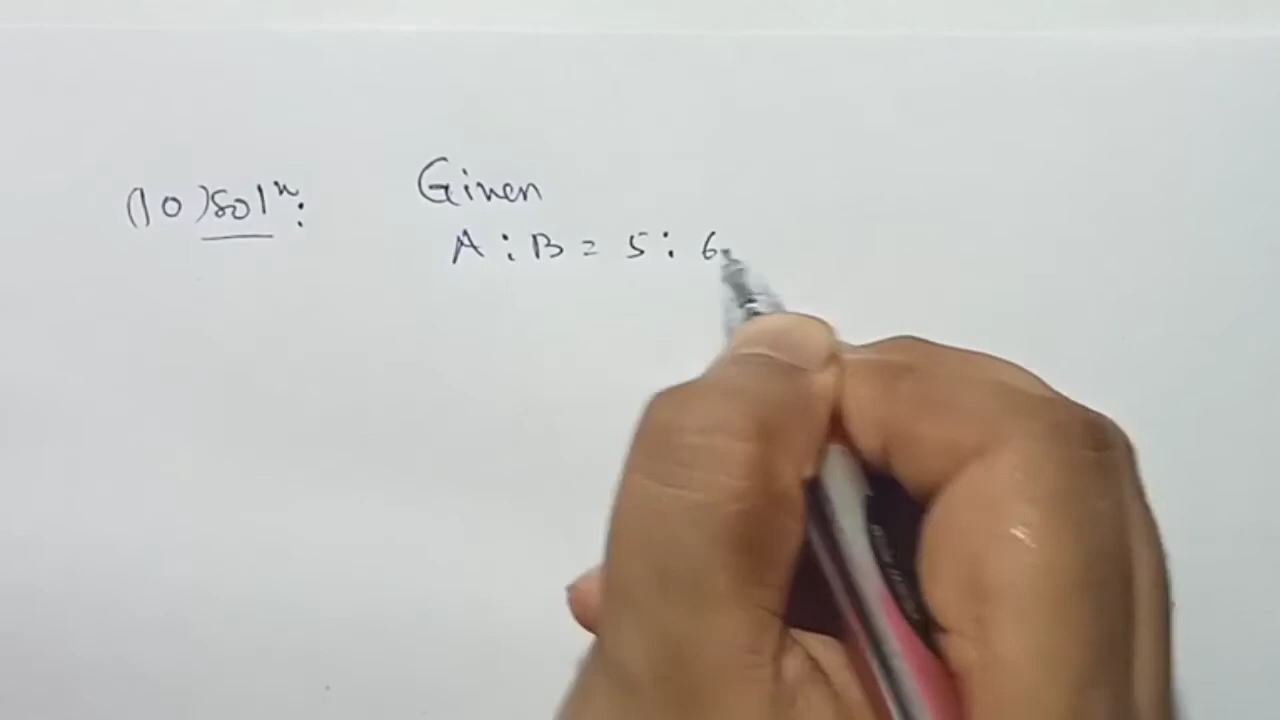 (10) Solⁿ: Given
A : B = 5 : 6